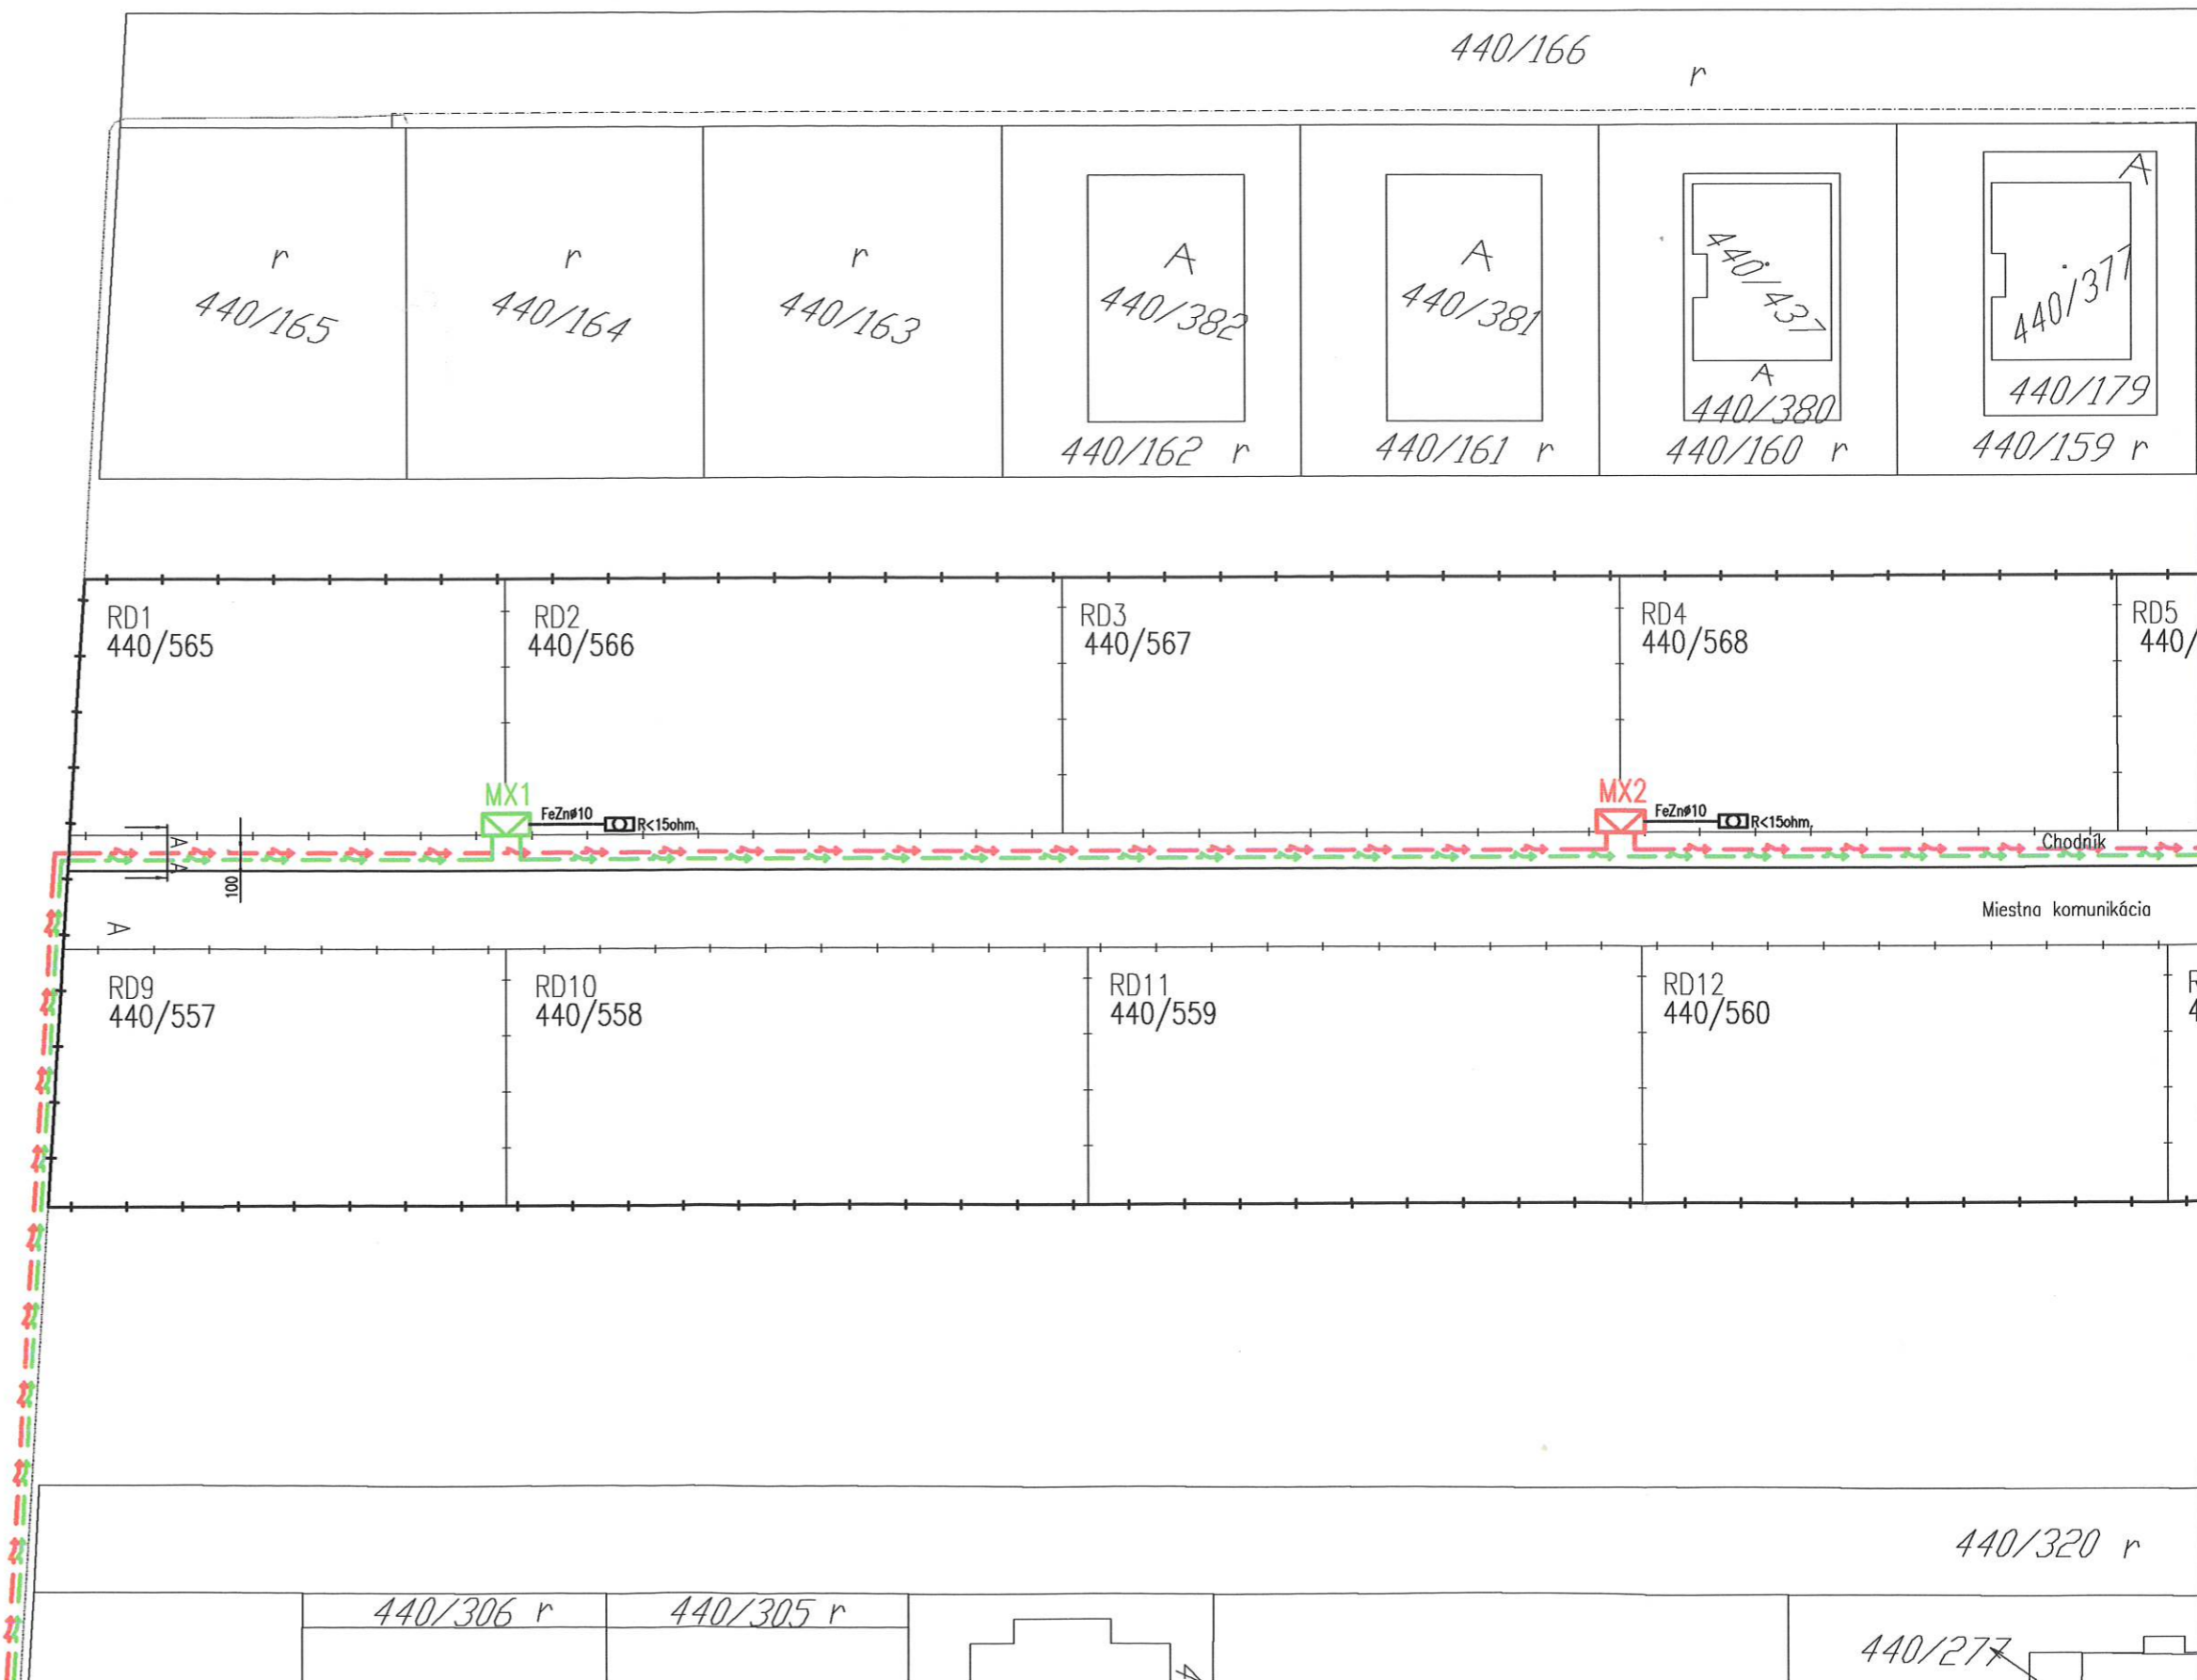 440/166
r
r
440/165
r
440/164
r
440/163
A
440/382
440/162 r
A
440/381
440/161 r
440/437
A
440/380
440/160 r
A
440/377
440/179
440/159 r
RD1
440/565
RD2
440/566
RD3
440/567
RD4
440/568
RD5
440/
MX1
FeZnø10
R<15ohm,
MX2
FeZnø10
R<15ohm,
A
A
100
Chodník
Miestna komunikácia
A
RD9
440/557
RD10
440/558
RD11
440/559
RD12
440/560
440/320 r
440/306 r
440/305 r
440/277